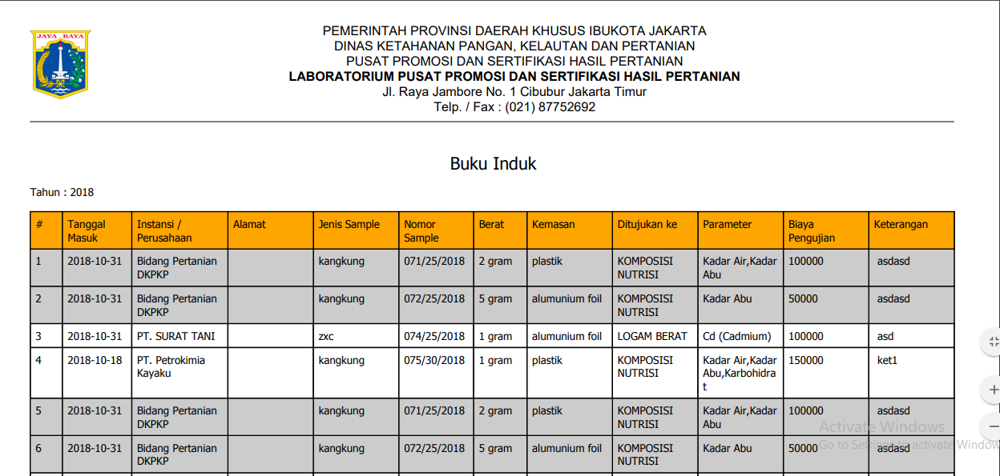 JAYA RAYA
PEMERINTAH PROVINSI DAERAH KHUSUS IBUKOTA JAKARTA
DINAS KETAHANAN PANGAN, KELAUTAN DAN PERTANIAN
PUSAT PROMOSI DAN SERTIFIKASI HASIL PERTANIAN
LABORATORIUM PUSAT PROMOSI DAN SERTIFIKASI HASIL PERTANIAN
Jl. Raya Jambore No. 1 Cibubur Jakarta Timur
Telp. / Fax : (021) 87752692
Buku Induk
Tahun : 2018
# Tanggal Instansi / Alamat Jenis Sample Nomor Berat Kemasan Ditujukan ke Parameter Biaya Keterangan
Masuk Perusahaan Sample Pengujian
1 2018-10-31 Bidang Pertanian kangkung 071/25/2018 2 gram plastik KOMPOSISI Kadar Air,Kadar 100000 asdasd
DKPKP NUTRISI Abu
2 2018-10-31 Bidang Pertanian kangkung 072/25/2018 5 gram alumunium foil KOMPOSISI Kadar Abu 50000 asdasd
DKPKP NUTRISI
3 2018-10-31 PT. SURAT TANI zxc 074/25/2018 1 gram alumunium foil LOGAM BERAT Cd (Cadmium) 100000 asd
4 2018-10-18 PT. Petrokimia kangkung 075/30/2018 1 gram plastik KOMPOSISI Kadar Air,Kadar 150000 ket1
Kayaku NUTRISI Abu,Karbohidra
t
5 2018-10-31 Bidang Pertanian kangkung 071/25/2018 2 gram plastik KOMPOSISI Kadar Air,Kadar 100000 asdasd
DKPKP NUTRISI Abu
Activate Windows
6 2018-10-31 Bidang Pertanian kangkung 072/25/2018 5 gram alumunium foil KOMPOSISI Kadar Abu 50000 asdasd
DKPKP NUTRISI
Go to Settings to activate Window